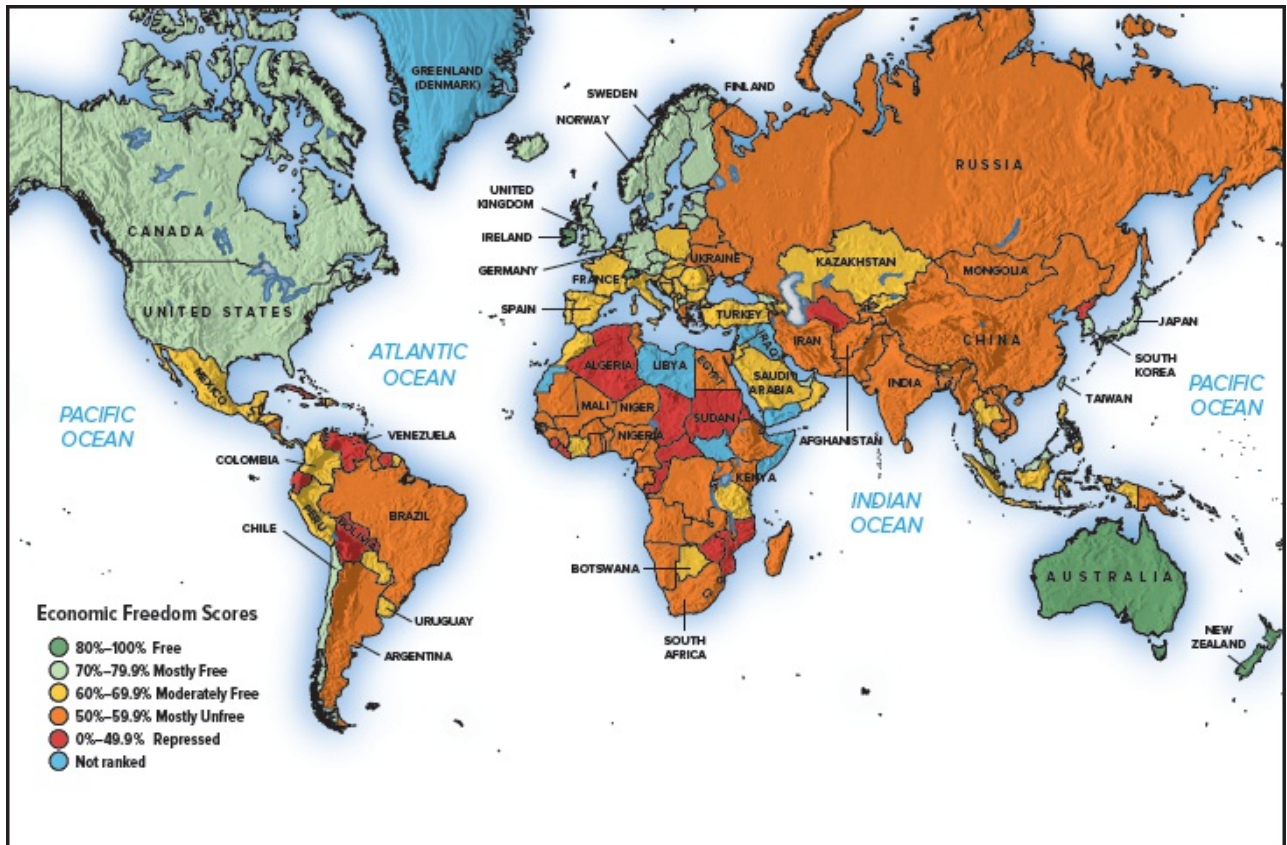 GREENLAND
(DENMARK)
FINLAND
SWEDEN
NORWAY
RUSSIA
UNITED
KINGDOM
CANADA
IRELAND
UKRAINE
KAZAKHSTAN
GERMANY
MONGOLIA
FRANCE
UNITED STATES
SPAIN
TURKEY
JAPAN
IRAN
CHINA
IRAQ
ATLANTIC
OCEAN
ALGERIA
LIBYA
EGYPT
SOUTH
KOREA
SAUDI
ARABIA
INDIA
MEXICO
PACIFIC
OCEAN
TAIWAN
PACIFIC
OCEAN
MALI
NIGER
SUDAN
VENEZUELA
NIGERIA
AFGHANISTAN
COLOMBIA
KENYA
INDIAN
OCEAN
PERU
BRAZIL
BOLIVIA
CHILE
BOTSWANA
AUSTRALIA
Economic Freedom Scores
URUGUAY
SOUTH
AFRICA
NEW
ZEALAND
80%–100% Free
ARGENTINA
70%–79.9% Mostly Free
60%–69.9% Moderately Free
50%–59.9% Mostly Unfree
0%–49.9% Repressed
Not ranked